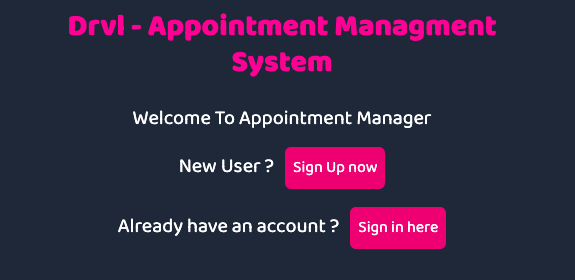 Drvl - Appointment Managment
System
Welcome To Appointment Manager
New User ? Sign Up now
Already have an account ? Sign in here